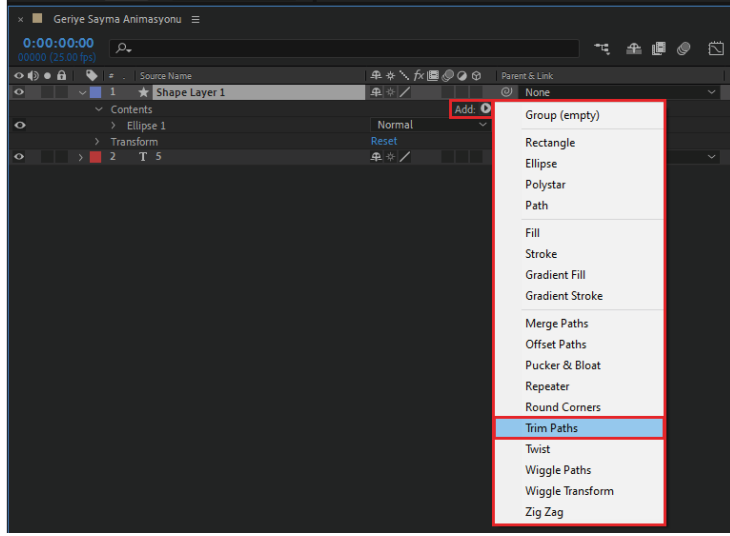 Geriye Sayma Animasyonu
0:00:00:00
00000 (25.00 fps)
# . Source Name Parent & Link
1 Shape Layer 1 None
Contents Add:
Ellipse 1 Normal
Transform Reset
2 T 5
Group (empty)
Rectangle
Ellipse
Polystar
Path
Fill
Stroke
Gradient Fill
Gradient Stroke
Merge Paths
Offset Paths
Pucker & Bloat
Repeater
Round Corners
Trim Paths
Twist
Wiggle Paths
Wiggle Transform
Zig Zag